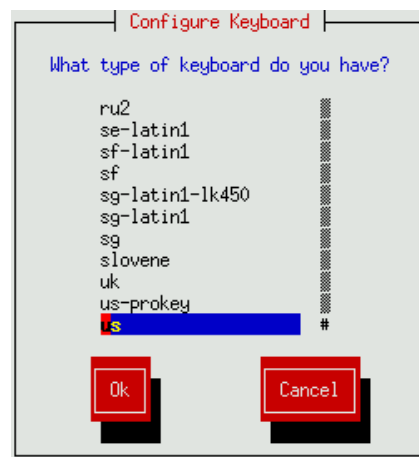 Configure Keyboard
What type of keyboard do you have?
ru2
se-latin1
sf-latin1
sf
sg-latin1-lk450
sg-latin1
sg
slovene
uk
us-prokey
us #
Ok Cancel